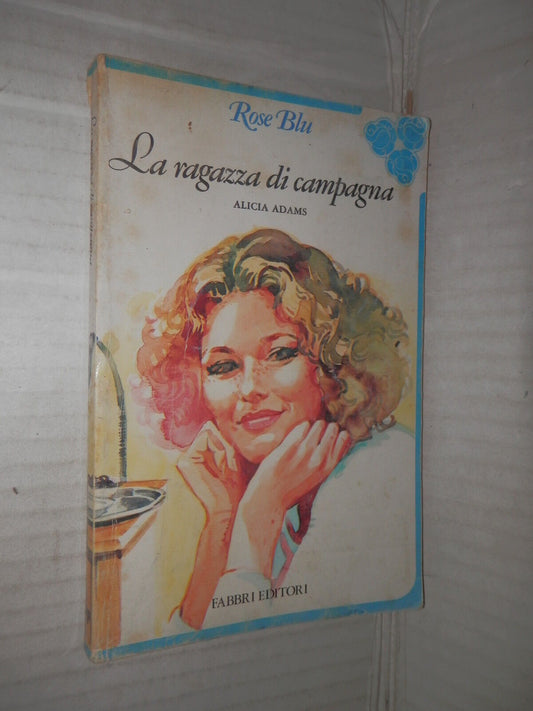 Rose Blu
La ragazza di campagna
ALICIA ADAMS
FABBRI EDITORI